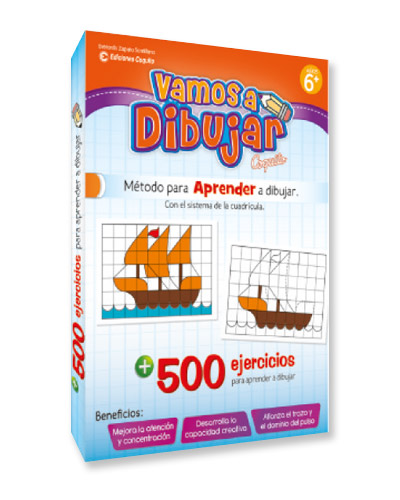 Ediciones Coquito
6+
Vamos a
Dibujar
Coquito
Método para Aprender a dibujar.
Con el sistema de la cuadrícula.
+500 ejercicios
para aprender a dibujar
Beneficios:
Mejora la atención
y concentración
Desarrolla la
capacidad creativa
Afianza el trazo y
el dominio del pulso
+500 ejercicios para aprender a dibujar